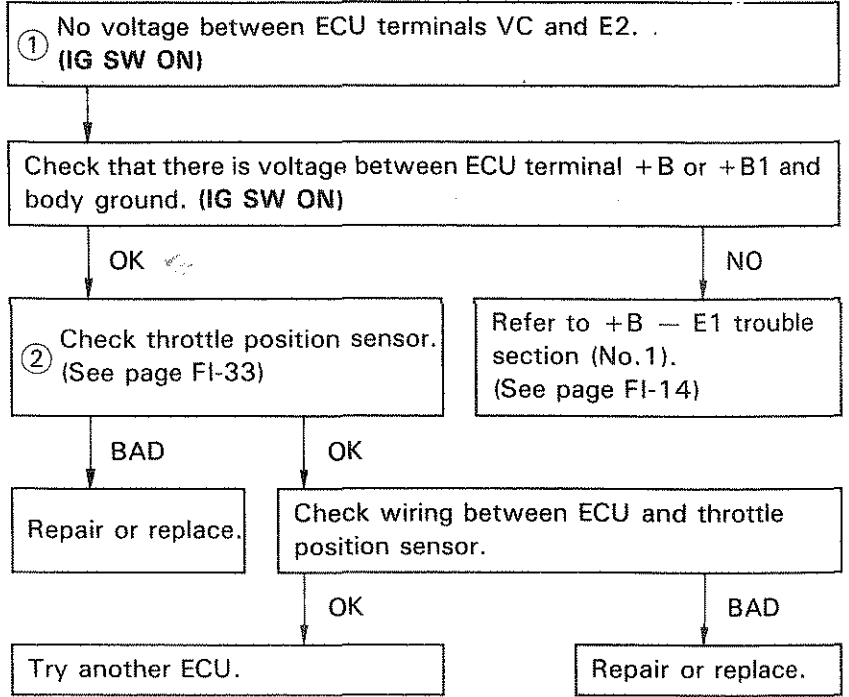 ① No voltage between ECU terminals VC and E2.
(IG SW ON)
Check that there is voltage between ECU terminal +B or +B1 and
body ground. (IG SW ON)
OK
NO
② Check throttle position sensor.
(See page FI-33)
Refer to +B — E1 trouble
section (No.1).
(See page FI-14)
BAD
OK
Repair or replace.
Check wiring between ECU and throttle
position sensor.
OK
BAD
Try another ECU.
Repair or replace.